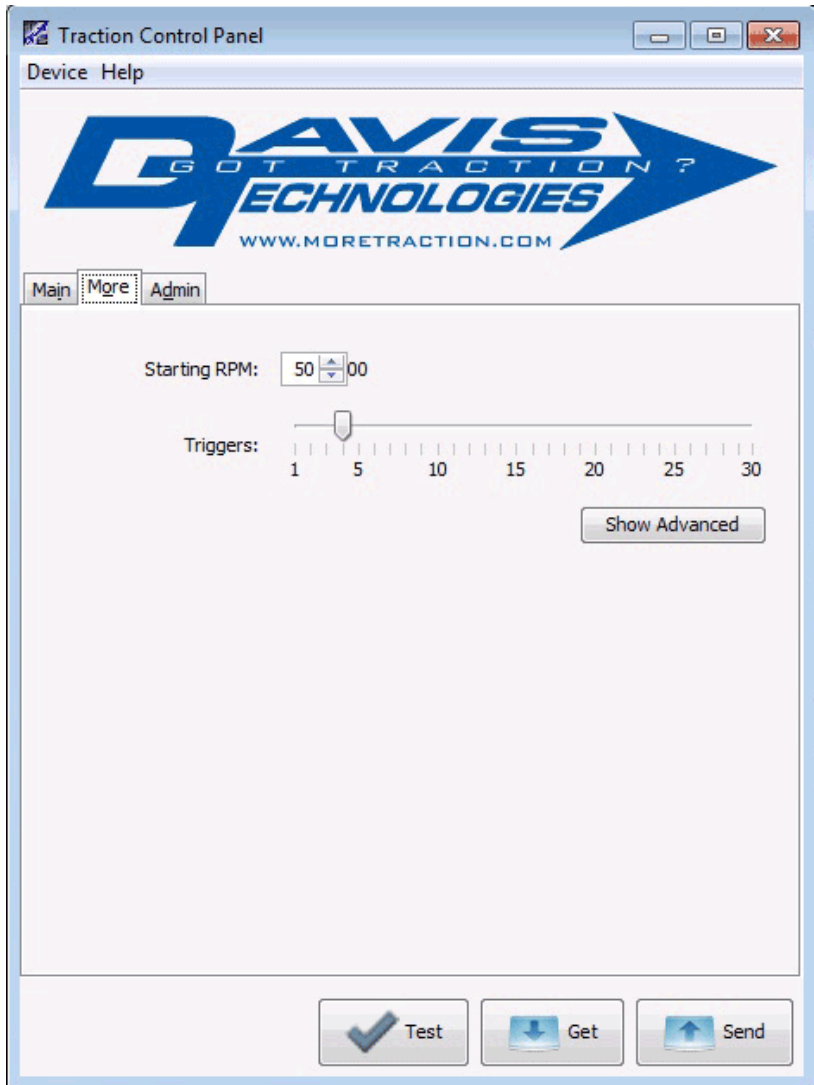 Traction Control Panel
Device Help
DAVIS
GOT TRACTION?
TECHNOLOGIES
WWW.MORETRACTION.COM
Main More Admin
Starting RPM: 50 00
Triggers:
1 5 10 15 20 25 30
Show Advanced
Test Get Send